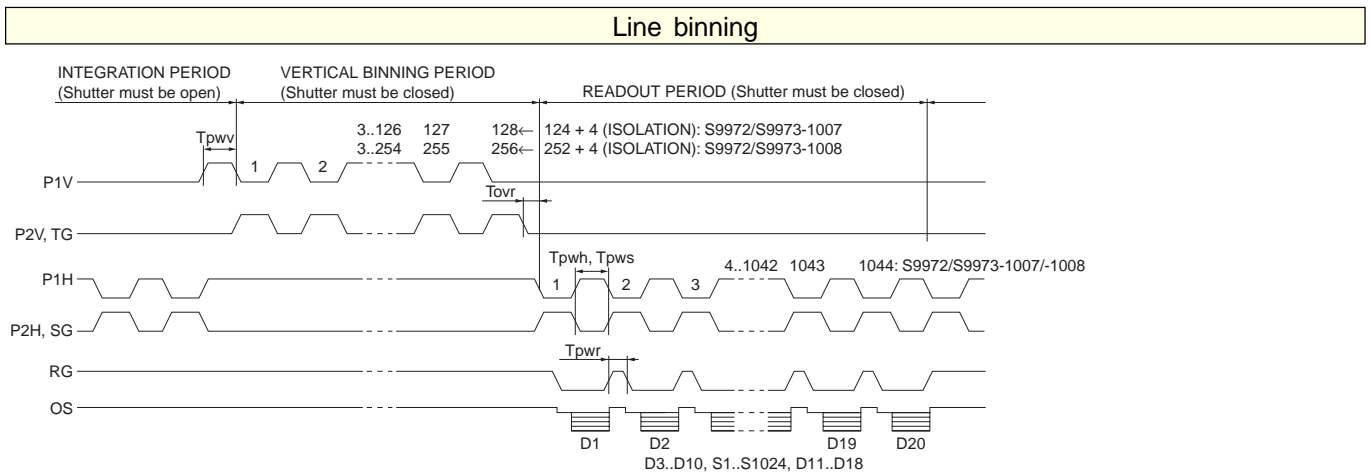 Line binning
INTEGRATION PERIOD
(Shutter must be open)
VERTICAL BINNING PERIOD
(Shutter must be closed)
READOUT PERIOD (Shutter must be closed)
Tpwv
3..126 127 128← 124 + 4 (ISOLATION): S9972/S9973-1007
3..254 255 256← 252 + 4 (ISOLATION): S9972/S9973-1008
1 2
P1V
Tovr
P2V, TG
Tpwh, Tpws
4..1042 1043 1044: S9972/S9973-1007/-1008
P1H
1 2 3
P2H, SG
Tpwr
RG
OS
D1 D2 D19 D20
D3..D10, S1..S1024, D11..D18